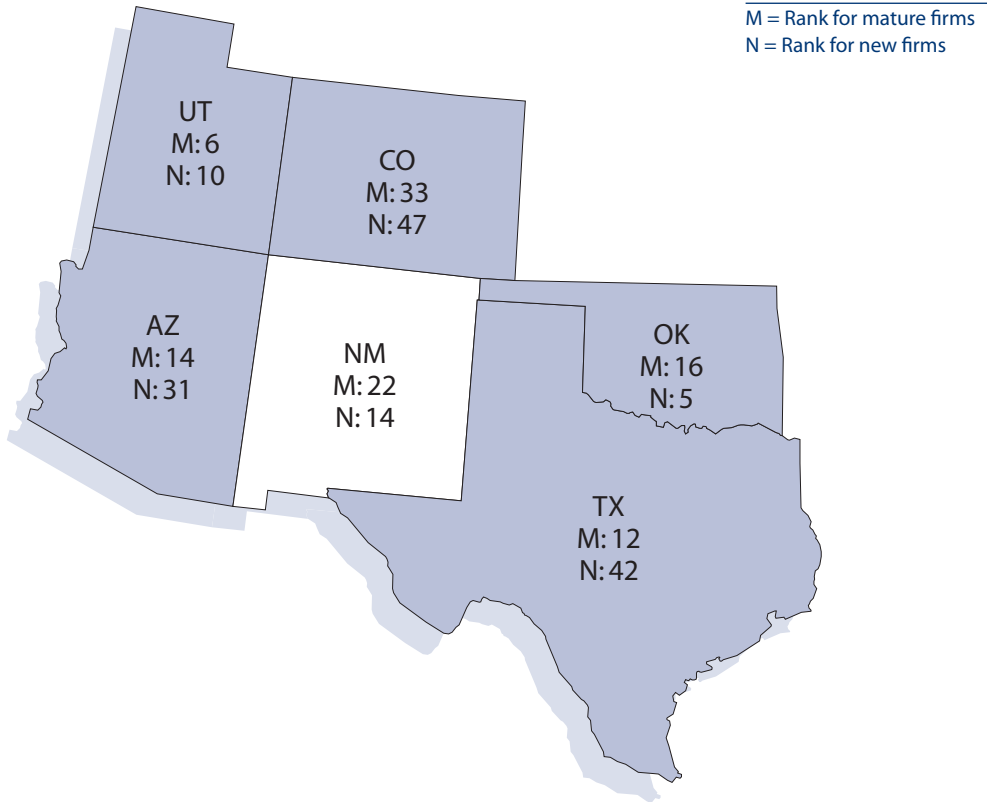 M = Rank for mature firms
N = Rank for new firms
UT
M: 6
N: 10
CO
M: 33
N: 47
AZ
M: 14
N: 31
NM
M: 22
N: 14
OK
M: 16
N: 5
TX
M: 12
N: 42